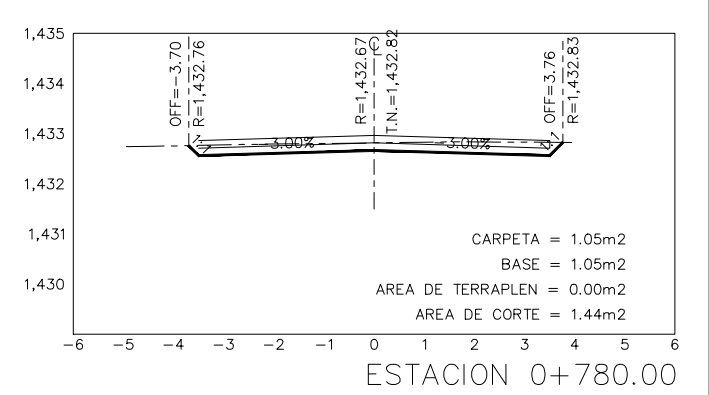 1,435
1,434
1,433
1,432
1,431
1,430
OFF=-3.70
R=1,432.76
R=1,432.67
T.N.=1,432.82
OFF=3.76
R=1,432.83
3.00%
3.00%
CARPETA = 1.05m2
BASE = 1.05m2
AREA DE TERRAPLEN = 0.00m2
AREA DE CORTE = 1.44m2
-6 -5 -4 -3 -2 -1 0 1 2 3 4 5 6
ESTACION 0+780.00